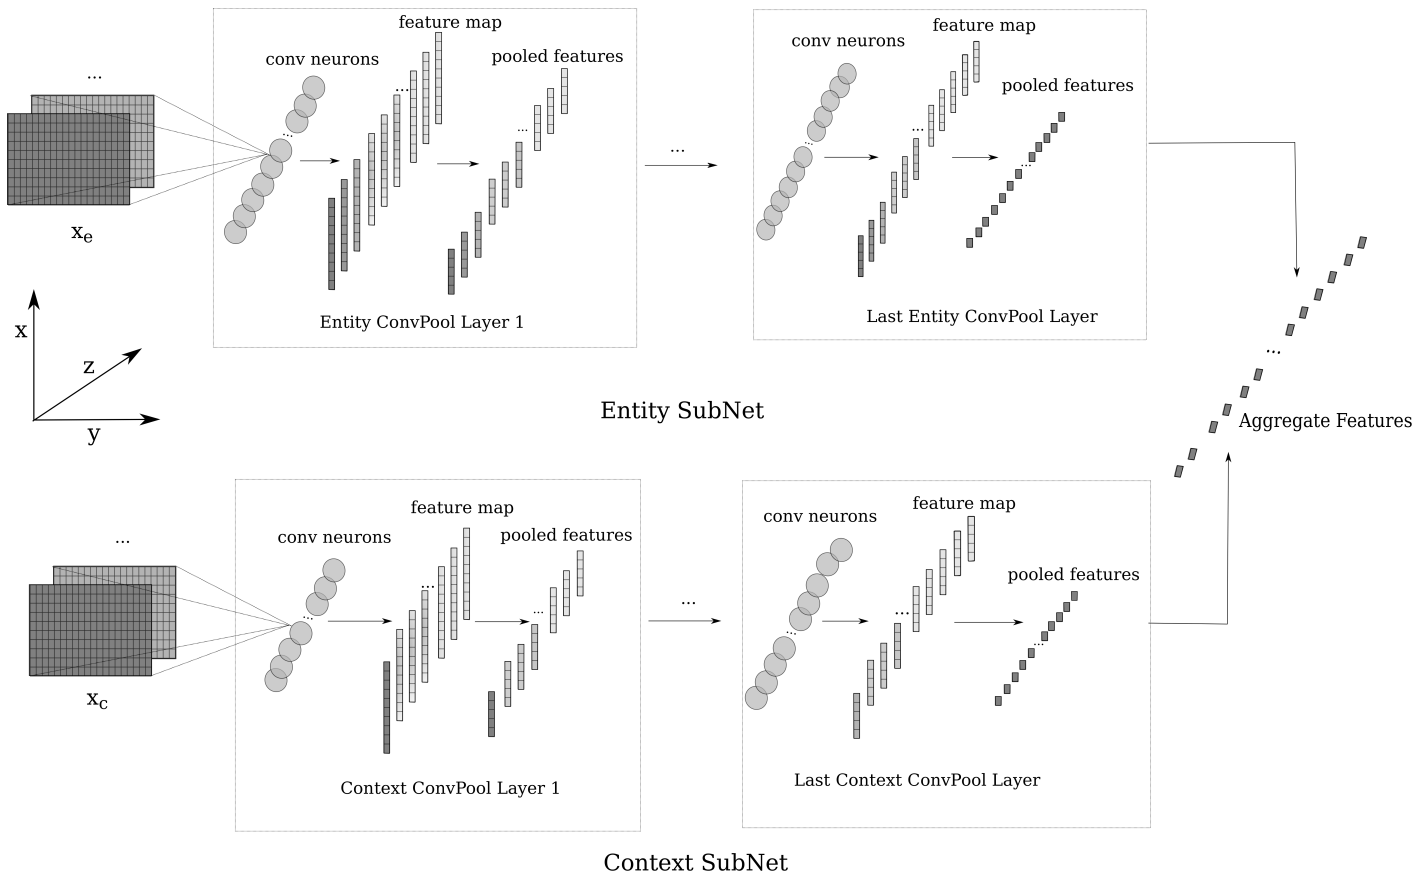 ...
x_e
x
z
y
conv neurons
...
feature map
...
pooled features
...
Entity ConvPool Layer 1
...
conv neurons
...
feature map
...
pooled features
...
Last Entity ConvPool Layer
Entity SubNet
...
Aggregate Features
...
x_c
conv neurons
...
feature map
...
pooled features
...
Context ConvPool Layer 1
...
conv neurons
...
feature map
...
pooled features
...
Last Context ConvPool Layer
Context SubNet